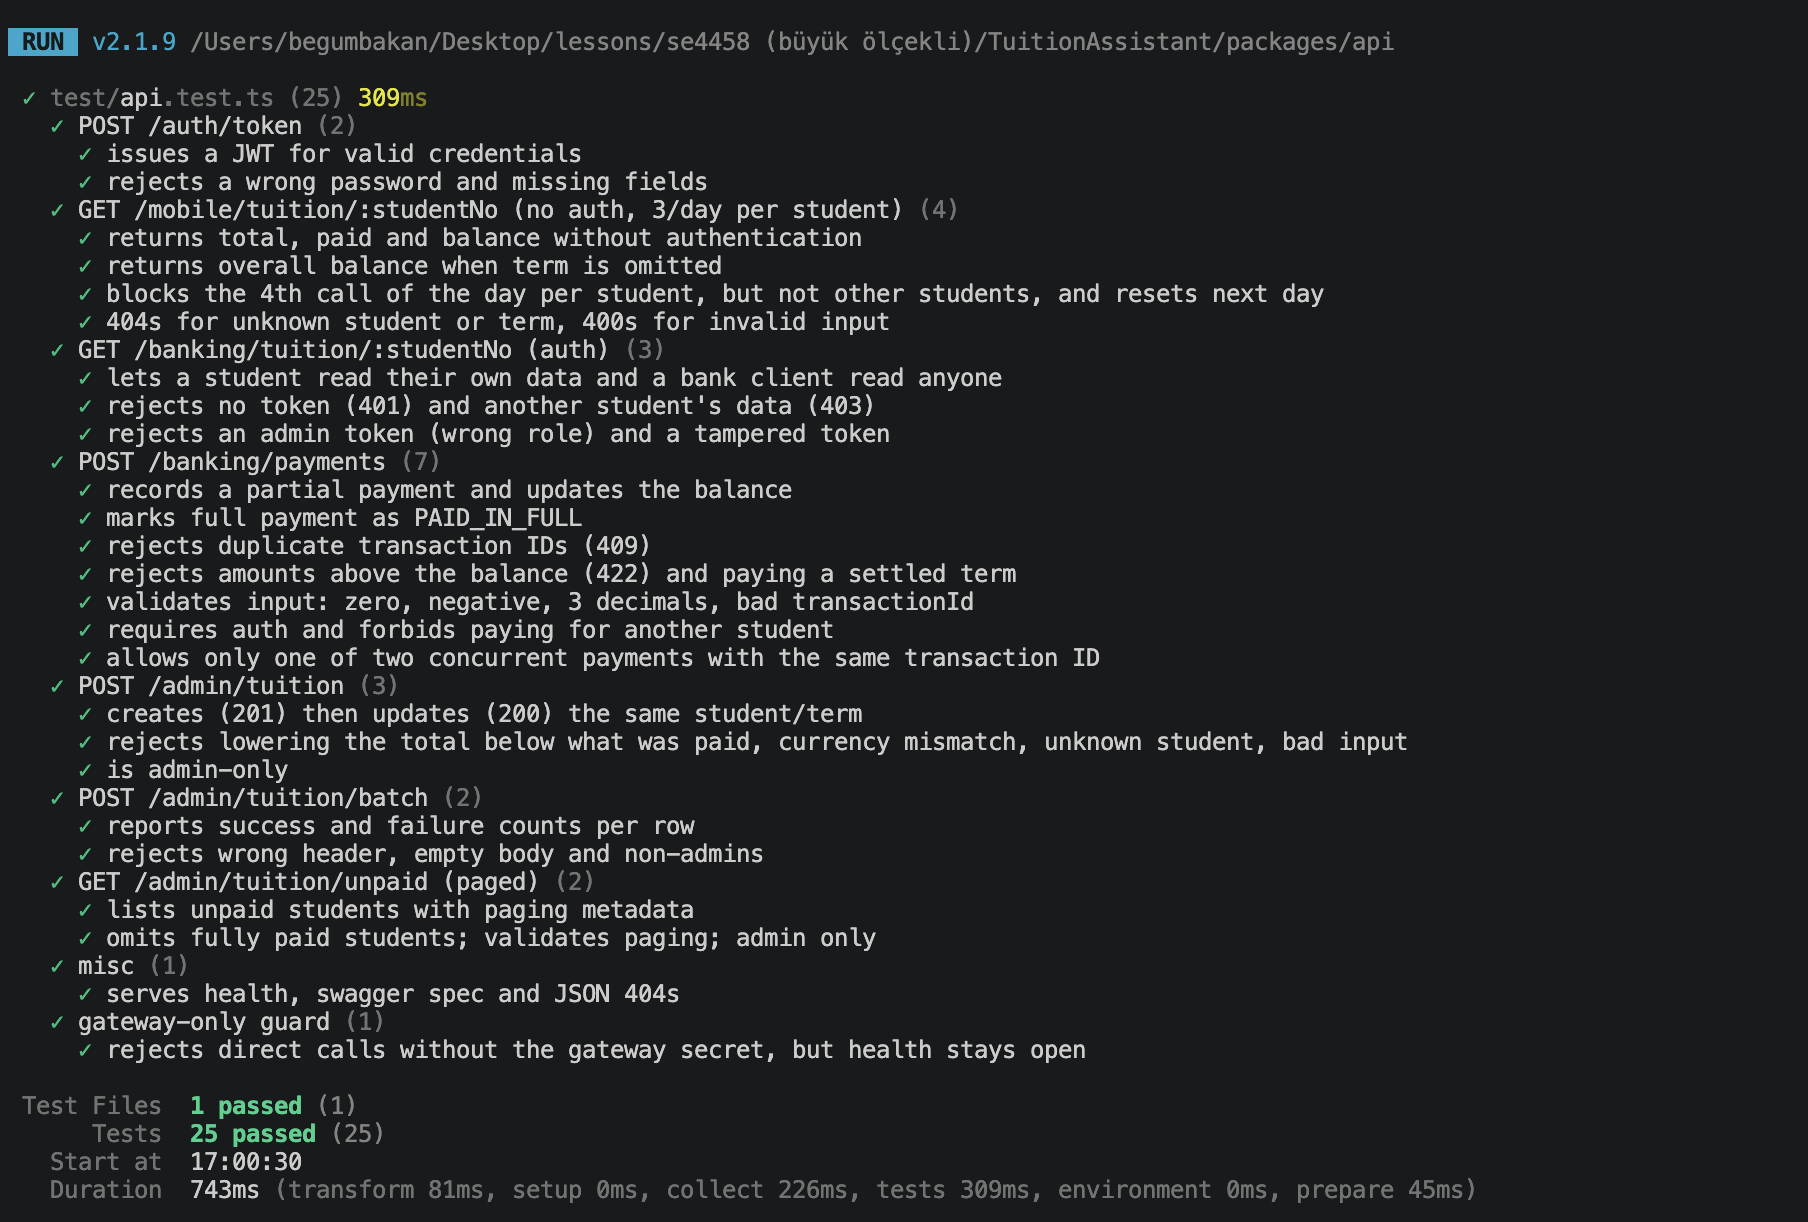 RUN v2.1.9 /Users/begumbakan/Desktop/lessons/se4458 (büyük ölçekli)/TuitionAssistant/packages/api
✓ test/api.test.ts (25) 309ms
✓ POST /auth/token (2)
✓ issues a JWT for valid credentials
✓ rejects a wrong password and missing fields
✓ GET /mobile/tuition/:studentNo (no auth, 3/day per student) (4)
✓ returns total, paid and balance without authentication
✓ returns overall balance when term is omitted
✓ blocks the 4th call of the day per student, but not other students, and resets next day
✓ 404s for unknown student or term, 400s for invalid input
✓ GET /banking/tuition/:studentNo (auth) (3)
✓ lets a student read their own data and a bank client read anyone
✓ rejects no token (401) and another student's data (403)
✓ rejects an admin token (wrong role) and a tampered token
✓ POST /banking/payments (7)
✓ records a partial payment and updates the balance
✓ marks full payment as PAID_IN_FULL
✓ rejects duplicate transaction IDs (409)
✓ rejects amounts above the balance (422) and paying a settled term
✓ validates input: zero, negative, 3 decimals, bad transactionId
✓ requires auth and forbids paying for another student
✓ allows only one of two concurrent payments with the same transaction ID
✓ POST /admin/tuition (3)
✓ creates (201) then updates (200) the same student/term
✓ rejects lowering the total below what was paid, currency mismatch, unknown student, bad input
✓ is admin-only
✓ POST /admin/tuition/batch (2)
✓ reports success and failure counts per row
✓ rejects wrong header, empty body and non-admins
✓ GET /admin/tuition/unpaid (paged) (2)
✓ lists unpaid students with paging metadata
✓ omits fully paid students; validates paging; admin only
✓ misc (1)
✓ serves health, swagger spec and JSON 404s
✓ gateway-only guard (1)
✓ rejects direct calls without the gateway secret, but health stays open
Test Files 1 passed (1)
Tests 25 passed (25)
Start at 17:00:30
Duration 743ms (transform 81ms, setup 0ms, collect 226ms, tests 309ms, environment 0ms, prepare 45ms)